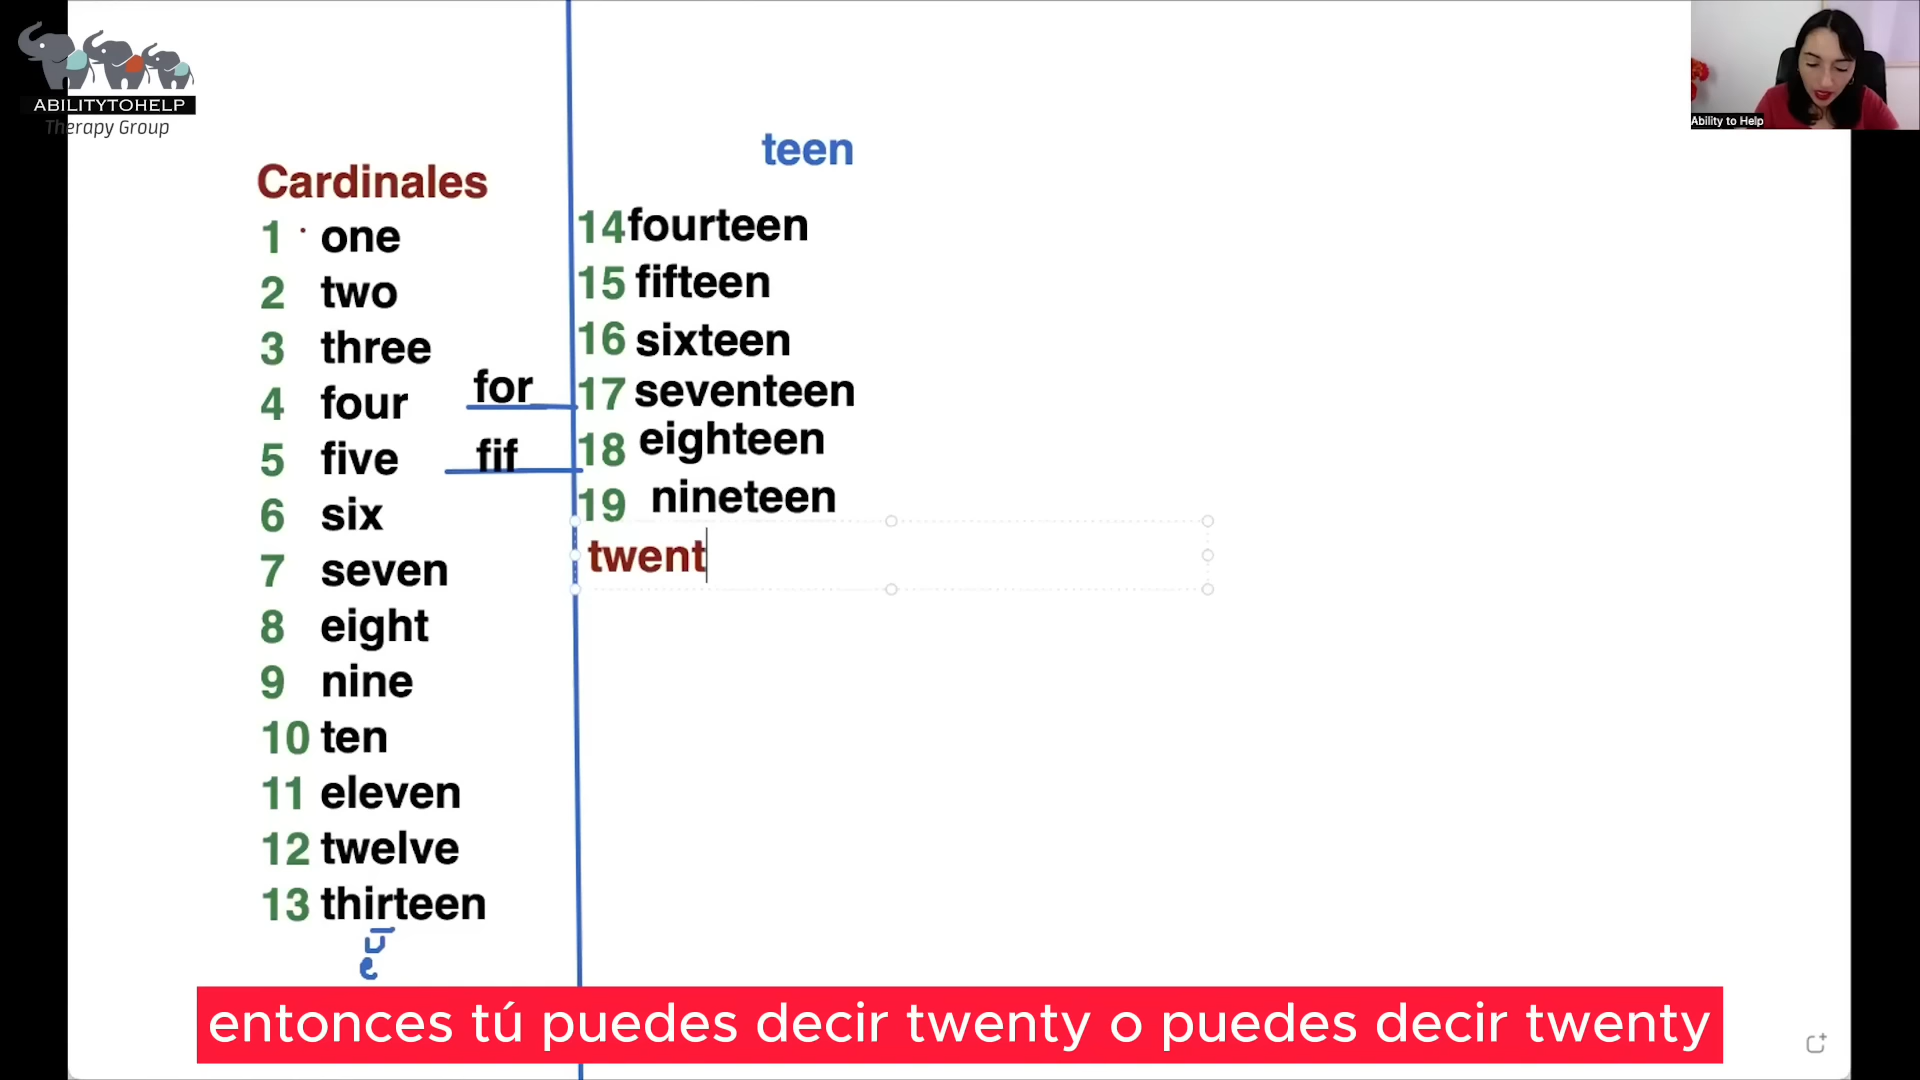 ABILITYTOHELP
Therapy Group
Ability to Help
Cardinales
1 one
2 two
3 three
4 four for
5 five fif
6 six
7 seven
8 eight
9 nine
10 ten
11 eleven
12 twelve
13 thirteen
u
e
teen
14 fourteen
15 fifteen
16 sixteen
17 seventeen
18 eighteen
19 nineteen
twent
entonces tú puedes decir twenty o puedes decir twenty